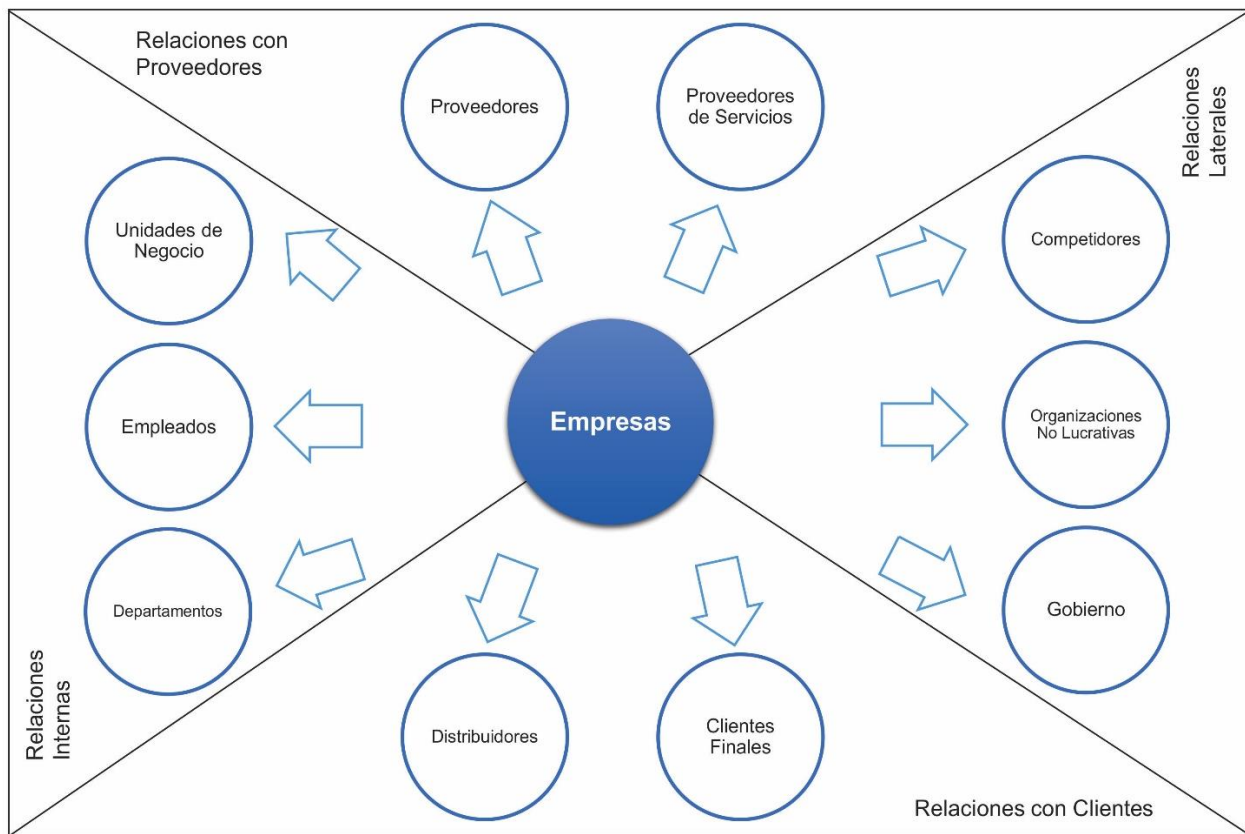 Relaciones con
Proveedores
Proveedores
Proveedores
de Servicios
Relaciones
Laterales
Unidades de
Negocio
Competidores
Empleados
Empresas
Organizaciones
No Lucrativas
Departamentos
Gobierno
Relaciones
Internas
Distribuidores
Clientes
Finales
Relaciones con Clientes